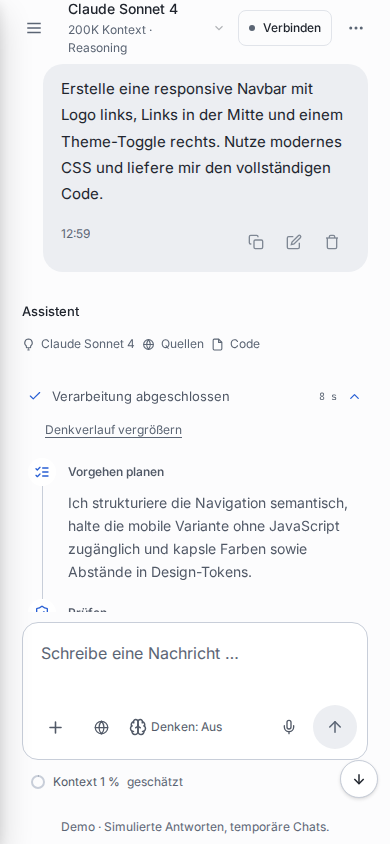 Claude Sonnet 4
200K Kontext ·
Reasoning
Verbinden
Erstelle eine responsive Navbar mit
Logo links, Links in der Mitte und einem
Theme-Toggle rechts. Nutze modernes
CSS und liefere mir den vollständigen
Code.
12:59
Assistent
Claude Sonnet 4 Quellen Code
Verarbeitung abgeschlossen 8 s
Denkverlauf vergrößern
Vorgehen planen
Ich strukturiere die Navigation semantisch,
halte die mobile Variante ohne JavaScript
zugänglich und kapsle Farben sowie
Abstände in Design-Tokens.
Prüfen
Schreibe eine Nachricht ...
Denken: Aus
Kontext 1 % geschätzt
Demo · Simulierte Antworten, temporäre Chats.